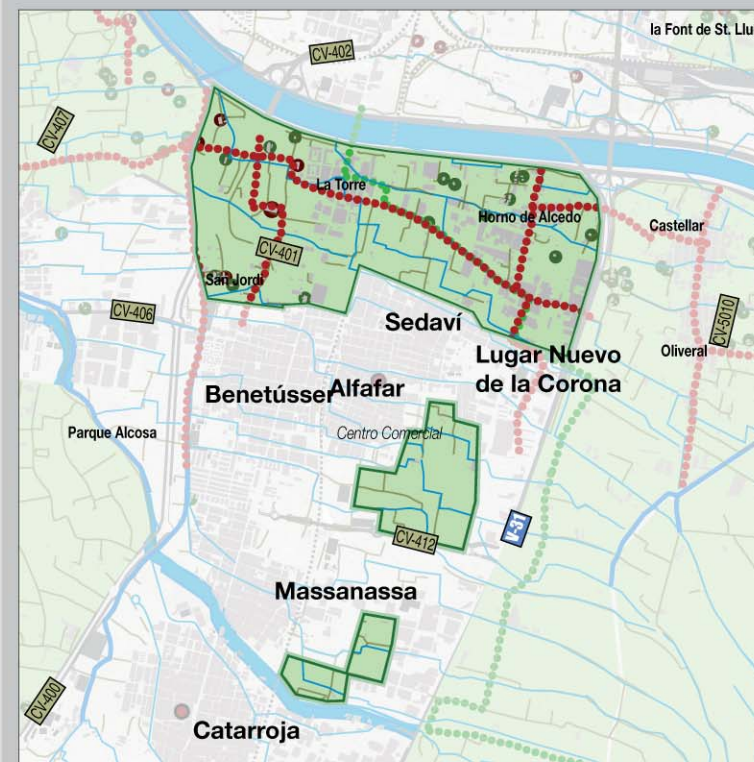 la Font de St. Llu
CV-402
CV-407
La Torre
Horno de Alcedo
Castellar
CV-401
San Jordi
CV-406
CV-5010
Sedaví
Oliveral
Lugar Nuevo
de la Corona
Benetússer
Alfafar
Parque Alcosa
Centro Comercial
V-31
CV-412
Massanassa
CV-400
Catarroja